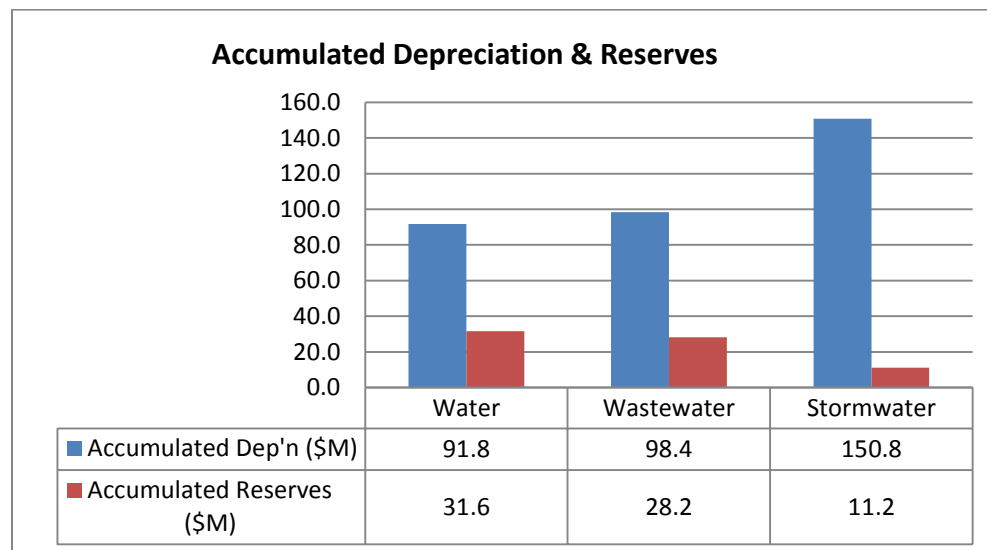 Accumulated Depreciation & Reserves
160.0
140.0
120.0
100.0
80.0
60.0
40.0
20.0
0.0
Water Wastewater Stormwater
Accumulated Dep'n ($M) 91.8 98.4 150.8
Accumulated Reserves
($M) 31.6 28.2 11.2